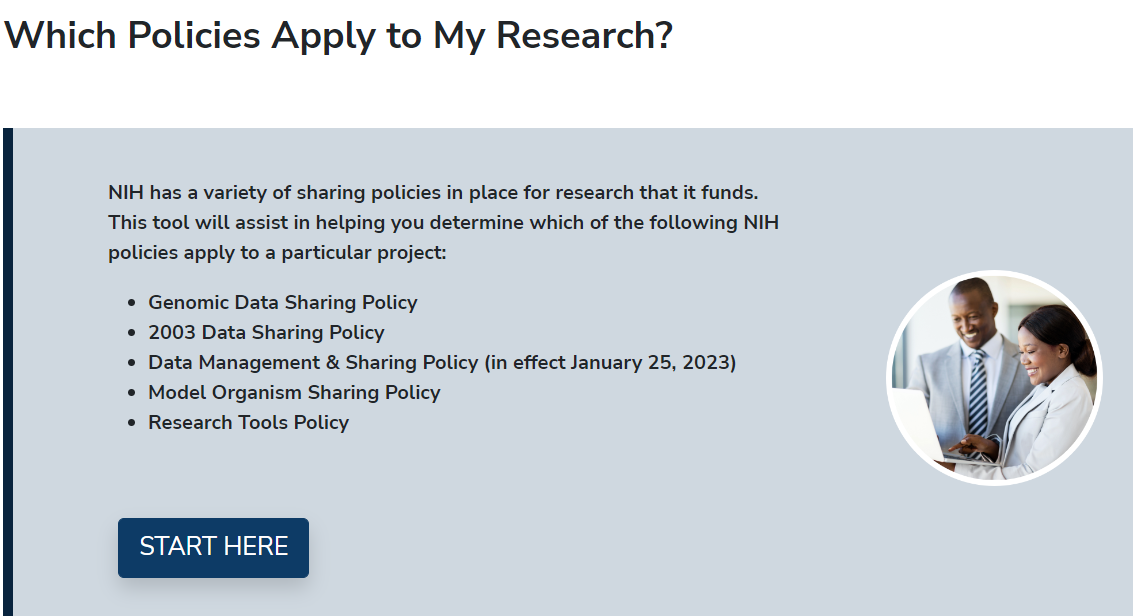 Which Policies Apply to My Research?
NIH has a variety of sharing policies in place for research that it funds.
This tool will assist in helping you determine which of the following NIH
policies apply to a particular project:
• Genomic Data Sharing Policy
• 2003 Data Sharing Policy
• Data Management & Sharing Policy (in effect January 25, 2023)
• Model Organism Sharing Policy
• Research Tools Policy
START HERE